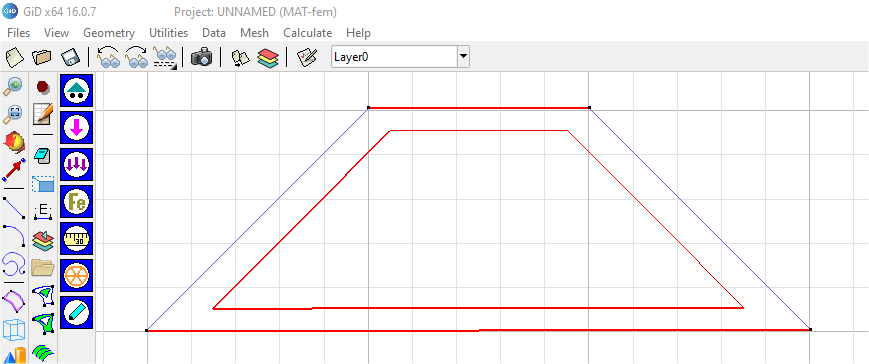 GiD GiD x64 16.0.7 Project: UNNAMED (MAT-fem)
Files View Geometry Utilities Data Mesh Calculate Help
Layer0
E
Fe
30